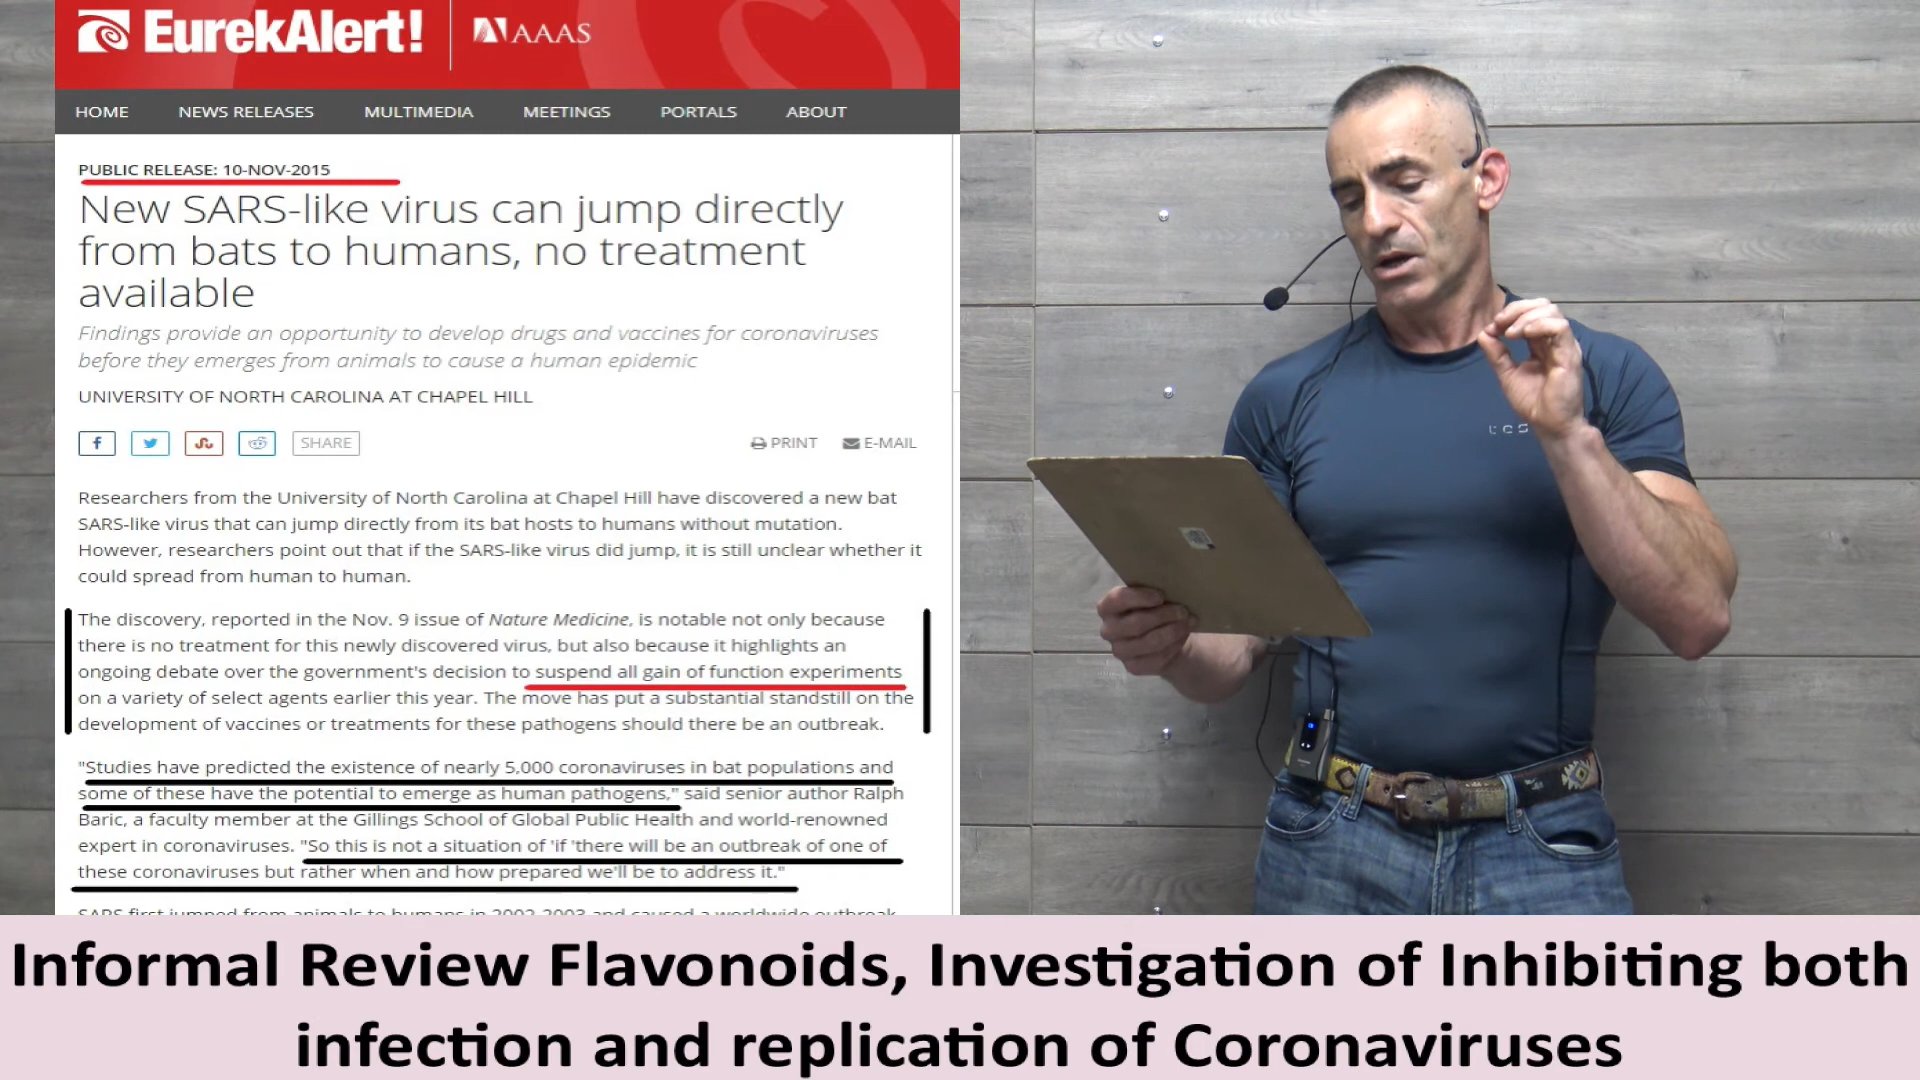 EurekAlert! AAAS
HOME NEWS RELEASES MULTIMEDIA MEETINGS PORTALS ABOUT
PUBLIC RELEASE: 10-NOV-2015
New SARS-like virus can jump directly
from bats to humans, no treatment
available
Findings provide an opportunity to develop drugs and vaccines for coronaviruses
before they emerges from animals to cause a human epidemic
UNIVERSITY OF NORTH CAROLINA AT CHAPEL HILL
SHARE PRINT E-MAIL
Researchers from the University of North Carolina at Chapel Hill have discovered a new bat
SARS-like virus that can jump directly from its bat hosts to humans without mutation.
However, researchers point out that if the SARS-like virus did jump, it is still unclear whether it
could spread from human to human.
The discovery, reported in the Nov. 9 issue of Nature Medicine, is notable not only because
there is no treatment for this newly discovered virus, but also because it highlights an
ongoing debate over the government's decision to suspend all gain of function experiments
on a variety of select agents earlier this year. The move has put a substantial standstill on the
development of vaccines or treatments for these pathogens should there be an outbreak.
"Studies have predicted the existence of nearly 5,000 coronaviruses in bat populations and
some of these have the potential to emerge as human pathogens," said senior author Ralph
Baric, a faculty member at the Gillings School of Global Public Health and world-renowned
expert in coronaviruses. "So this is not a situation of 'if 'there will be an outbreak of one of
these coronaviruses but rather when and how prepared we'll be to address it."
SARS first jumped from animals to humans in 2002-2003 and caused a worldwide outbreak
Informal Review Flavonoids, Investigation of Inhibiting both
infection and replication of Coronaviruses